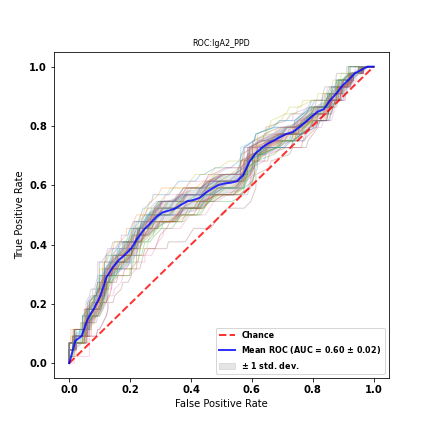 ROC:IgA2_PPD
True Positive Rate
1.0
0.8
0.6
0.4
0.2
0.0
Chance
Mean ROC (AUC = 0.60 ± 0.02)
± 1 std. dev.
0.0 0.2 0.4 0.6 0.8 1.0
False Positive Rate